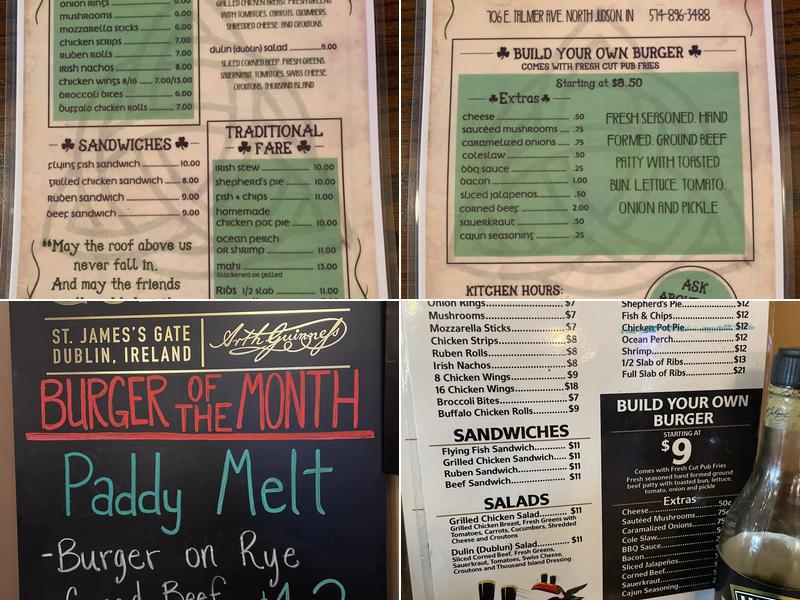 onion rings ........ 6.00
mushrooms ........ 6.00
mozzarella sticks ........ 6.00
chicken strips ........ 7.00
Ruben Rolls ........ 7.00
Irish nachos ........ 8.00
chicken wings 8/16 ...... 7.00/13.00
broccoli bites ........ 6.00
buffalo chicken rolls ........ 7.00
GRILLED CHICKEN BREAST, FRESH GREENS
WITH TOMATOES, CARROTS, CUCUMBERS,
SHREDDED CHEESE AND CROUTONS
dulin (dublin) salad ........ 9.00
SLICED CORNED BEEF, FRESH GREENS,
SAUERKRAUT, TOMATOES, SWISS CHEESE,
CROUTONS, THOUSAND ISLAND
SANDWICHES
flying fish sandwich ........ 10.00
grilled chicken sandwich ........ 8.00
Ruben sandwich ........ 9.00
beef sandwich ........ 9.00
"May the roof above us
never fall in.
And may the friends
TRADITIONAL
FARE
Irish stew ........ 10.00
shepherd's pie ........ 10.00
fish + chips ........ 11.00
homemade
chicken pot pie ........ 10.00
ocean perch
or shrimp ........ 11.00
mahi ........ 13.00
blackened or grilled
Ribs 1/2 slab ........ 11.00
706 E. TALMER AVE. NORTH JUDSON, IN 574-896-3488
BUILD YOUR OWN BURGER
COMES WITH FRESH CUT PUB FRIES
Starting at $8.50
Extras
cheese ........ .50
sautéed mushrooms ........ .75
caramelized onions ........ .75
coleslaw ........ .50
bbq sauce ........ .25
bacon ........ 1.00
sliced jalapenos ........ .50
corned beef ........ 2.00
sauerkraut ........ .50
cajun seasoning ........ .25
FRESH SEASONED, HAND
FORMED, GROUND BEEF
PATTY WITH TOASTED
BUN, LETTUCE, TOMATO,
ONION AND PICKLE
KITCHEN HOURS:
ASK
ST. JAMES'S GATE
DUBLIN, IRELAND
Arth Guinness
BURGER OF THE MONTH
Paddy Melt
-Burger on Rye
Onion Rings ........ $7
Mushrooms ........ $7
Mozzarella Sticks ........ $7
Chicken Strips ........ $8
Ruben Rolls ........ $8
Irish Nachos ........ $8
8 Chicken Wings ........ $9
16 Chicken Wings ........ $18
Broccoli Bites ........ $7
Buffalo Chicken Rolls ........ $9
SANDWICHES
Flying Fish Sandwich ........ $11
Grilled Chicken Sandwich ..... $11
Ruben Sandwich ........ $11
Beef Sandwich ........ $11
SALADS
Grilled Chicken Salad ........ $11
Grilled Chicken Breast, Fresh Greens with
Tomatoes, Carrots, Cucumbers, Shredded
Cheese and Croutons
Dulin (Dublun) Salad ........ $11
Sliced Corned Beef, Fresh Greens,
Sauerkraut, Tomatoes, Swiss Cheese,
Croutons and Thousand Island Dressing
Shepherd's Pie ........ $12
Fish & Chips ........ $12
Chicken Pot Pie ........ $12
Ocean Perch ........ $12
Shrimp ........ $12
1/2 Slab of Ribs ........ $13
Full Slab of Ribs ........ $21
BUILD YOUR OWN
BURGER
STARTING AT
$9
Comes with Fresh Cut Pub Fries
Fresh seasoned hand formed ground
beef patty with toasted bun, lettuce,
tomato, onion and pickle
Extras
Cheese ........ 50¢
Sautéed Mushrooms ........ 75¢
Caramelized Onions ........ 75
Cole Slaw
BBQ Sauce
Bacon
Sliced Jalapeños
Corned Beef
Sauerkraut
Cajun Seasoning